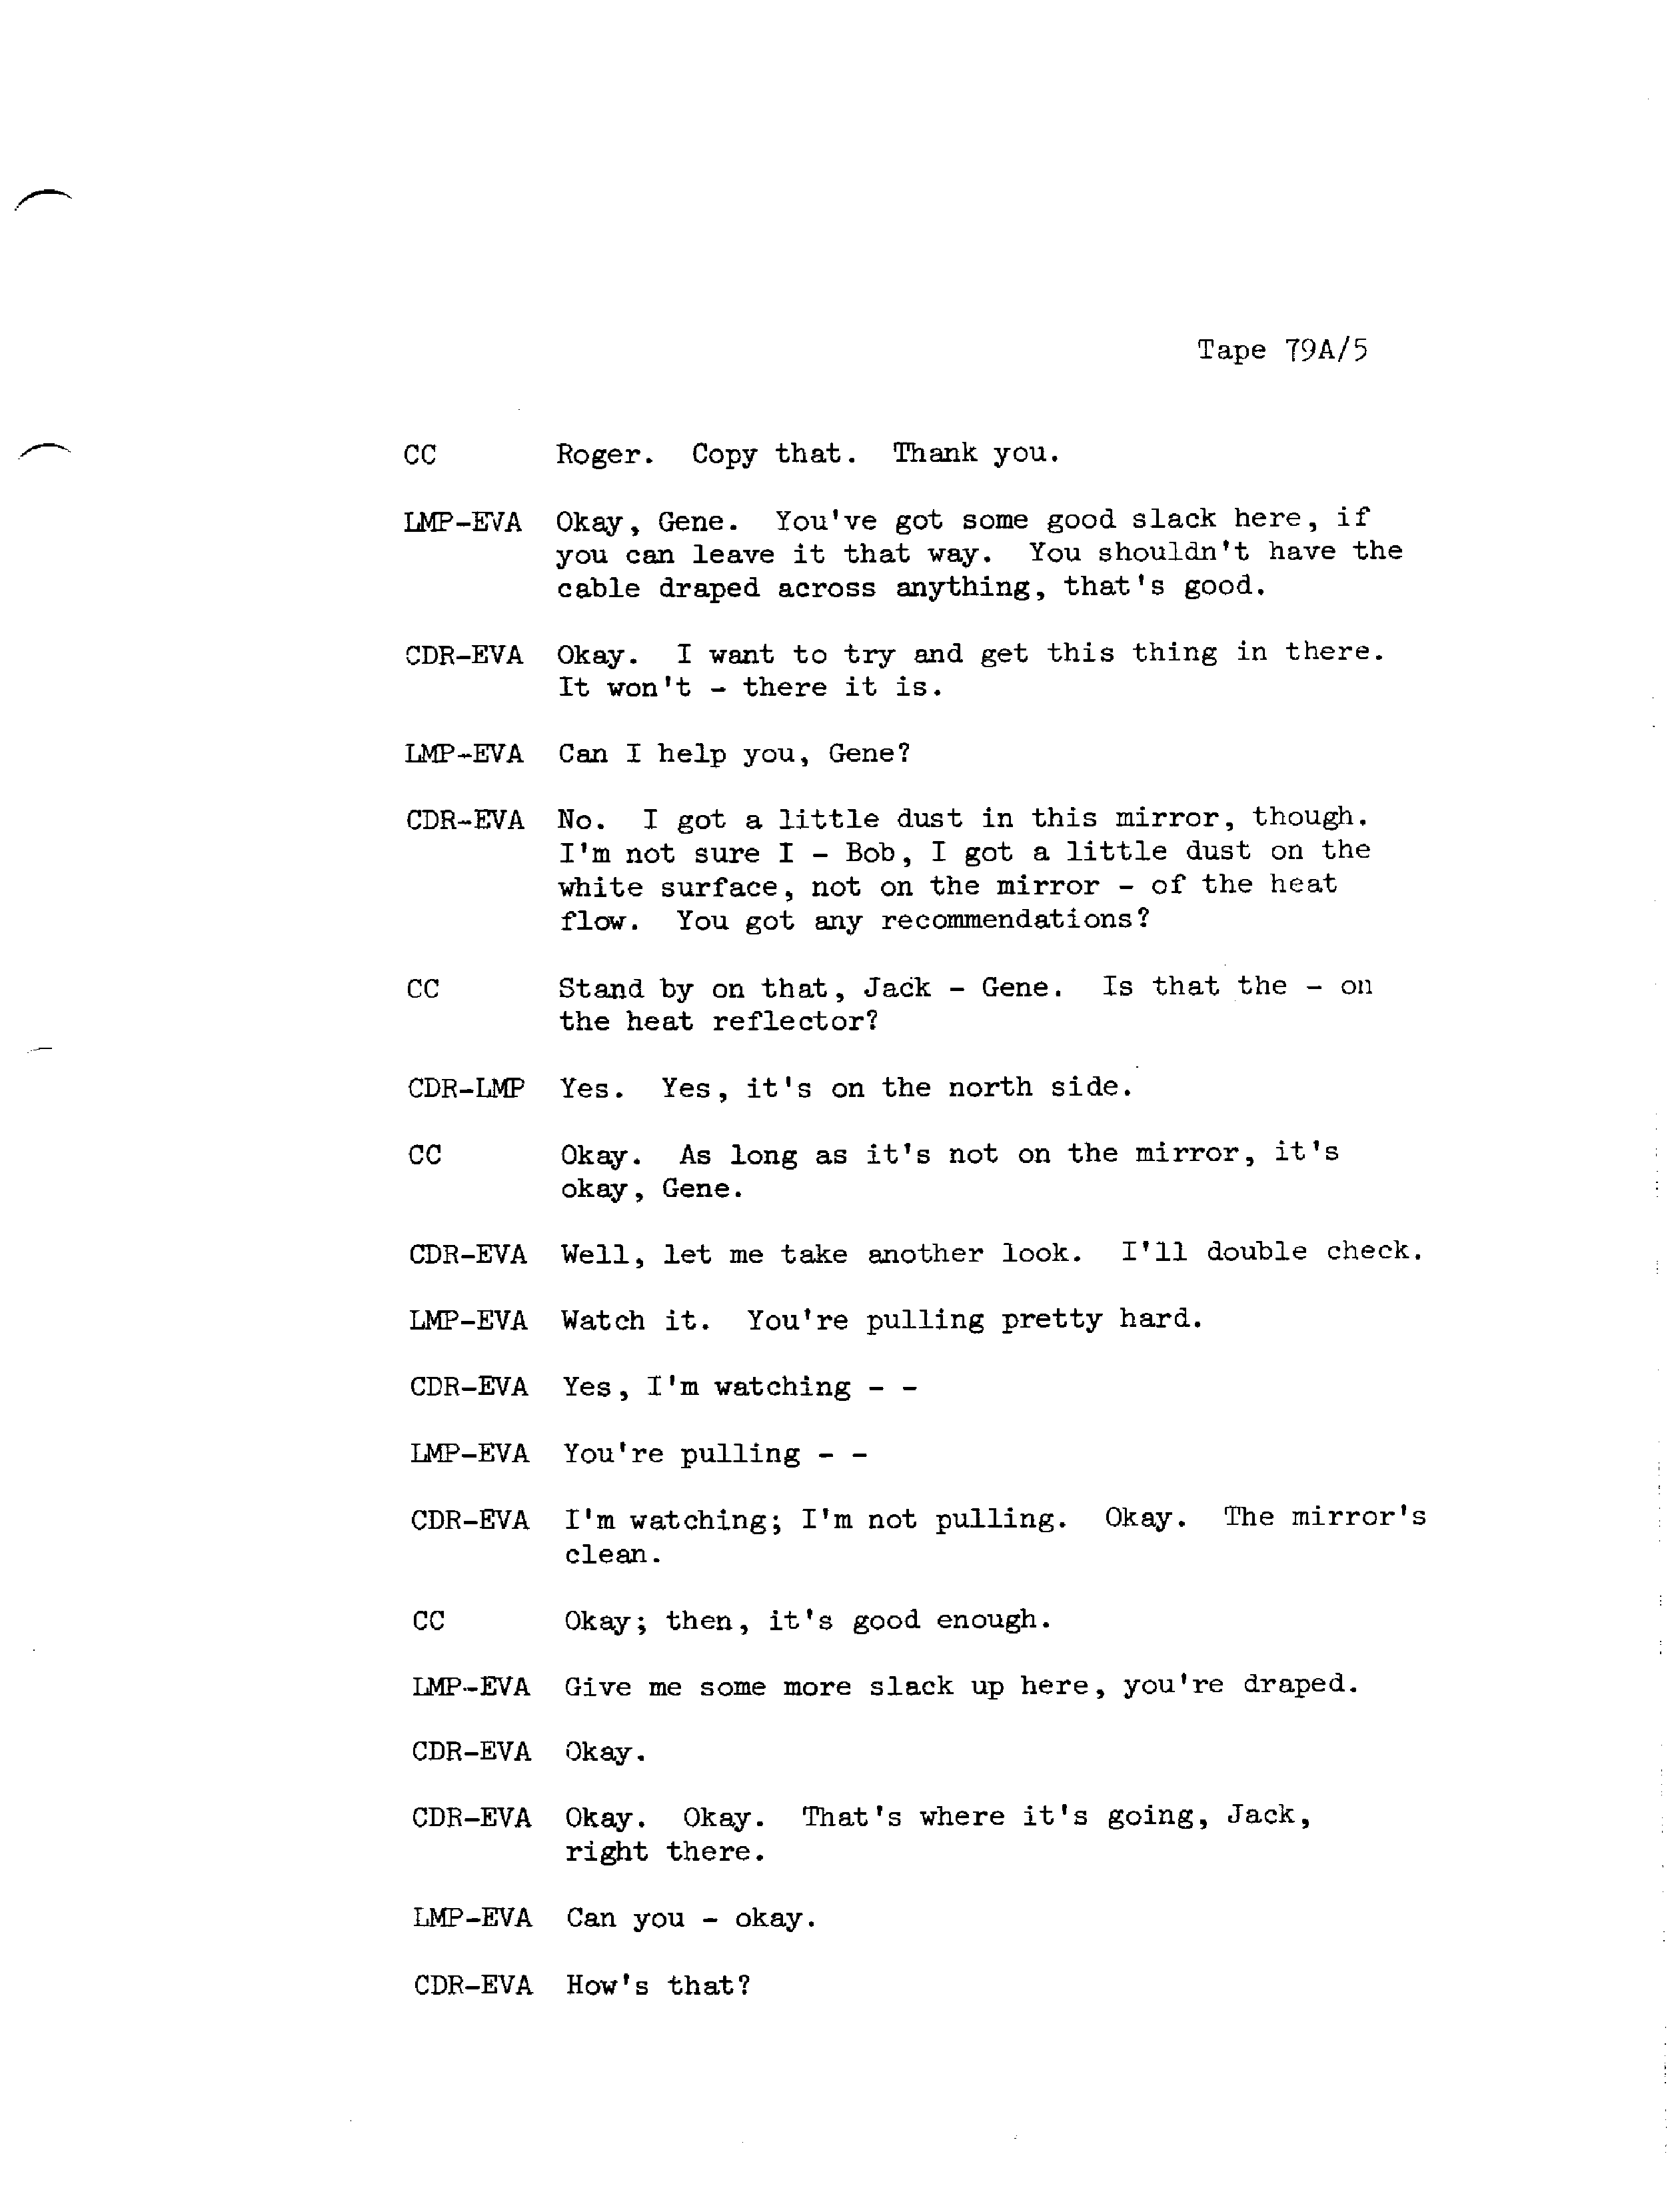 Tape 79A/5
CC Roger. Copy that. Thank you.
LMP-EVA Okay, Gene. You've got some good slack here, if
you can leave it that way. You shouldn't have the
cable draped across anything, that's good.
CDR-EVA Okay. I want to try and get this thing in there.
It won't - there it is.
LMP-EVA Can I help you, Gene?
CDR-EVA No. I got a little dust in this mirror, though.
I'm not sure I - Bob, I got a little dust on the
white surface, not on the mirror - of the heat
flow. You got any recommendations?
CC Stand by on that, Jack - Gene. Is that the - on
the heat reflector?
CDR-LMP Yes. Yes, it's on the north side.
CC Okay. As long as it's not on the mirror, it's
okay, Gene.
CDR-EVA Well, let me take another look. I'll double check.
LMP-EVA Watch it. You're pulling pretty hard.
CDR-EVA Yes, I'm watching - -
LMP-EVA You're pulling - -
CDR-EVA I'm watching; I'm not pulling. Okay. The mirror's
clean.
CC Okay; then, it's good enough.
LMP-EVA Give me some more slack up here, you're draped.
CDR-EVA Okay.
CDR-EVA Okay. Okay. That's where it's going, Jack,
right there.
LMP-EVA Can you - okay.
CDR-EVA How's that?